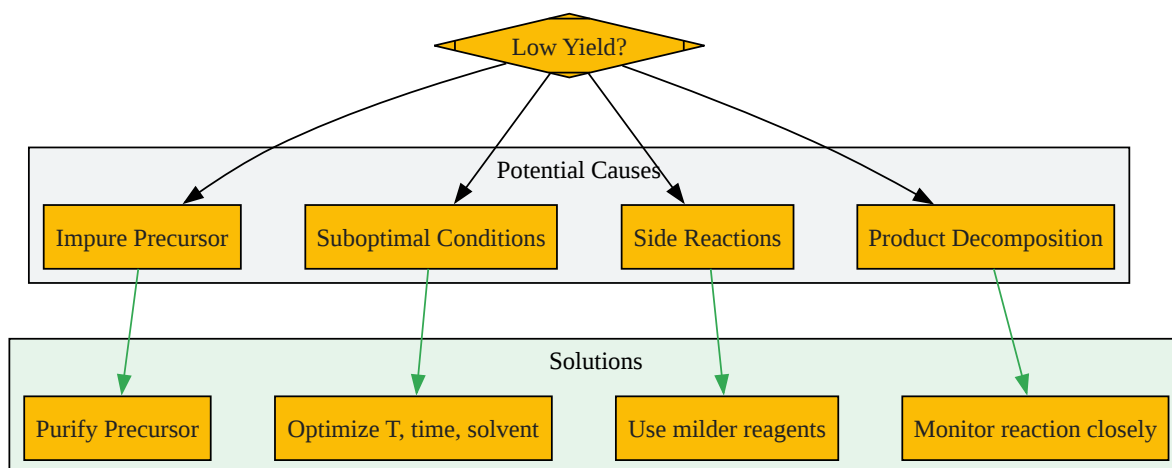 Low Yield?
Potential Causes
Impure Precursor
Suboptimal Conditions
Side Reactions
Product Decomposition
Solutions
Purify Precursor
Optimize T, time, solvent
Use milder reagents
Monitor reaction closely